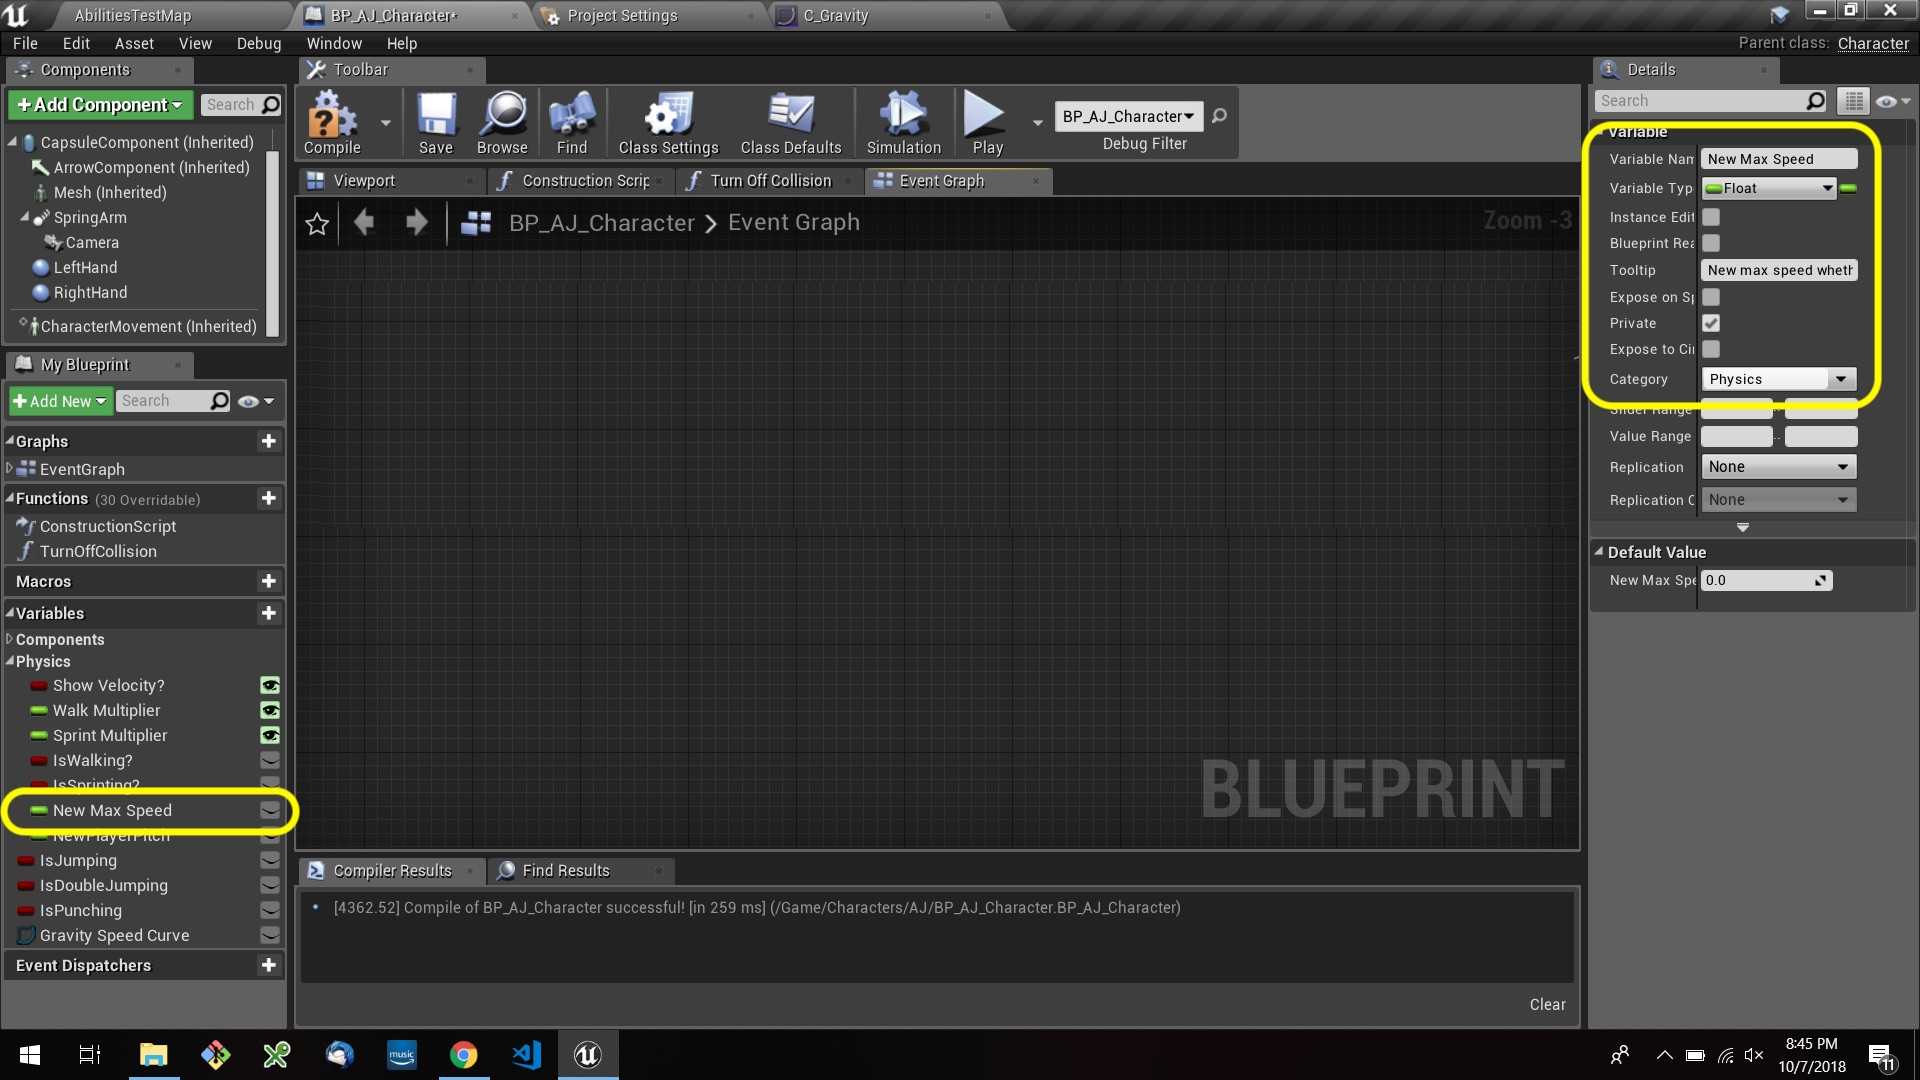 AbilitiesTestMap
BP_AJ_Character*
Project Settings
C_Gravity
File Edit Asset View Debug Window Help
Parent class: Character
Components
+Add Component
Search
CapsuleComponent (Inherited)
ArrowComponent (Inherited)
Mesh (Inherited)
SpringArm
Camera
LeftHand
RightHand
CharacterMovement (Inherited)
My Blueprint
+Add New
Search
Graphs
EventGraph
Functions (30 Overridable)
ConstructionScript
TurnOffCollision
Macros
Variables
Components
Physics
Show Velocity?
Walk Multiplier
Sprint Multiplier
IsWalking?
IsSprinting?
New Max Speed
NewPlayerPitch
IsJumping
IsDoubleJumping
IsPunching
Gravity Speed Curve
Event Dispatchers
Toolbar
Compile
Save
Browse
Find
Class Settings
Class Defaults
Simulation
Play
BP_AJ_Character
Debug Filter
Viewport
Construction Scrip
Turn Off Collision
Event Graph
BP_AJ_Character > Event Graph
Zoom -3
BLUEPRINT
Compiler Results
Find Results
[4362.52] Compile of BP_AJ_Character successful! [in 259 ms] (/Game/Characters/AJ/BP_AJ_Character.BP_AJ_Character)
Clear
Details
Search
Variable
Variable Nam New Max Speed
Variable Typ Float
Instance Edit
Blueprint Rea
Tooltip New max speed wheth
Expose on Sp
Private
Expose to Cin
Category Physics
Slider Range
Value Range
Replication None
Replication C None
Default Value
New Max Spe 0.0
music
8:45 PM
10/7/2018
11